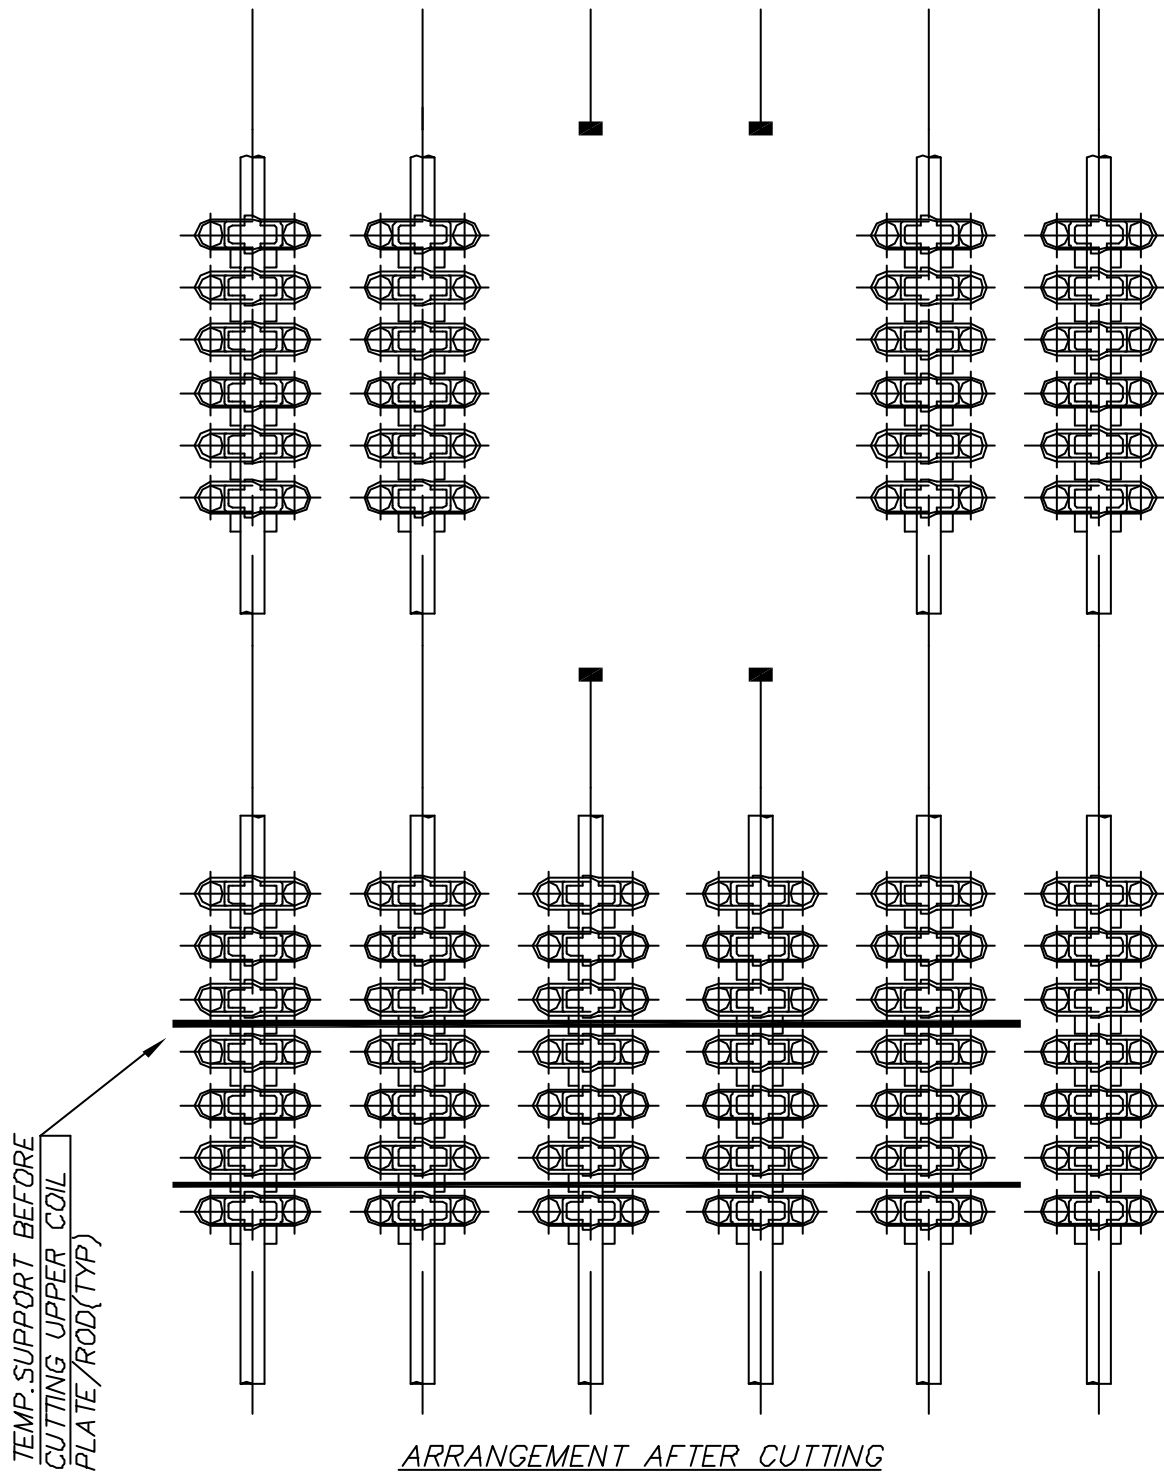 TEMP.SUPPORT BEFORE
CUTTING UPPER COIL
PLATE/ROD(TYP)
ARRANGEMENT AFTER CUTTING